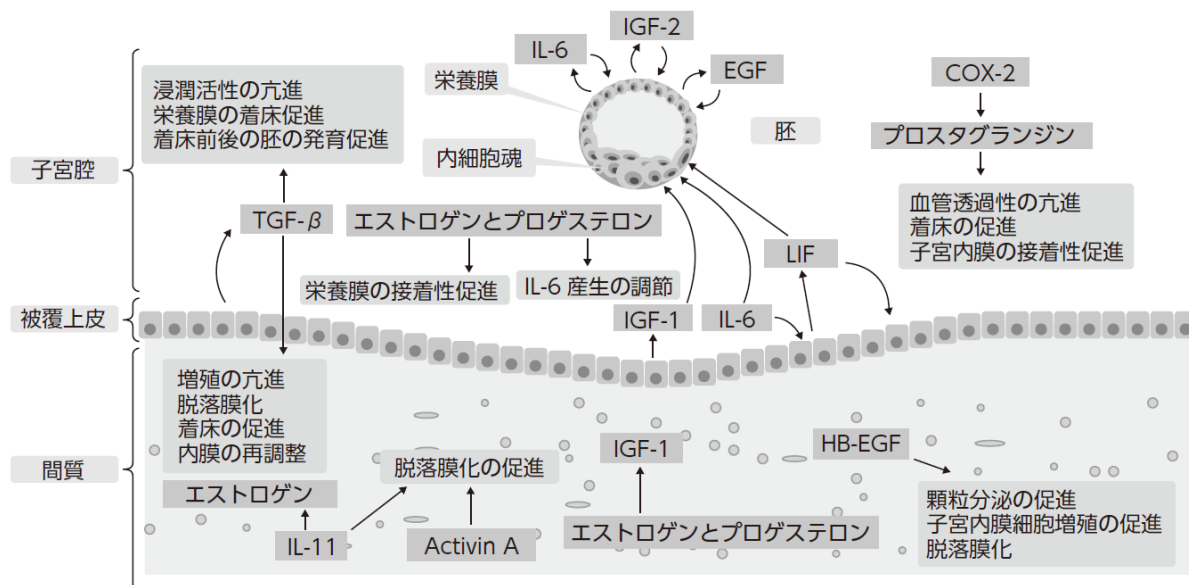 IGF-2
IL-6
EGF
COX-2
栄養膜
浸潤活性の亢進
栄養膜の着床促進
着床前後の胚の発育促進
胚
プロスタグランジン
内細胞魂
子宮腔
血管透過性の亢進
着床の促進
子宮内膜の接着性促進
TGF-β
エストロゲンとプロゲステロン
LIF
栄養膜の接着性促進
IL-6 産生の調節
被覆上皮
IGF-1
IL-6
増殖の亢進
脱落膜化
着床の促進
内膜の再調整
間質
IGF-1
HB-EGF
脱落膜化の促進
エストロゲン
顆粒分泌の促進
子宮内膜細胞増殖の促進
脱落膜化
IL-11
Activin A
エストロゲンとプロゲステロン